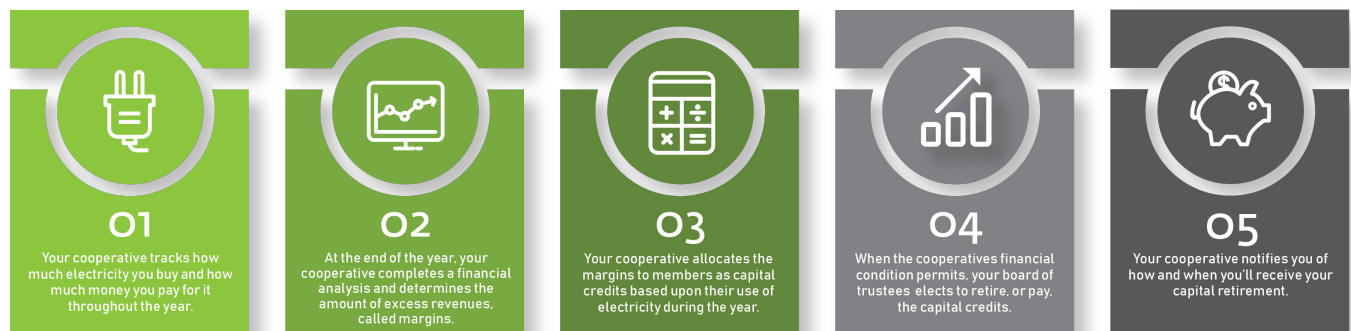 01
Your cooperative tracks how
much electricity you buy and how
much money you pay for it
throughout the year.
02
At the end of the year, your
cooperative completes a financial
analysis and determines the
amount of excess revenues,
called margins.
03
Your cooperative allocates the
margins to members as capital
credits based upon their use of
electricity during the year.
04
When the cooperatives financial
condition permits, your board of
trustees elects to retire, or pay,
the capital credits.
05
Your cooperative notifies you of
how and when you'll receive your
capital retirement.